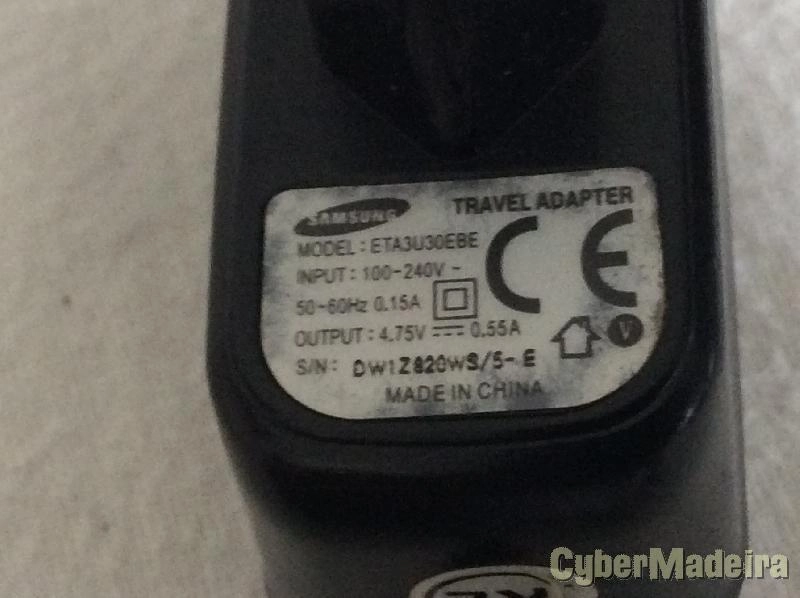 SAMSUNG TRAVEL ADAPTER
MODEL : ETA3U30EBE
INPUT : 100-240V ~
50-60Hz 0.15A
OUTPUT : 4.75V 0.55A
S/N : DW1Z820WS/5-E
MADE IN CHINA
CE
V
CyberMadeira